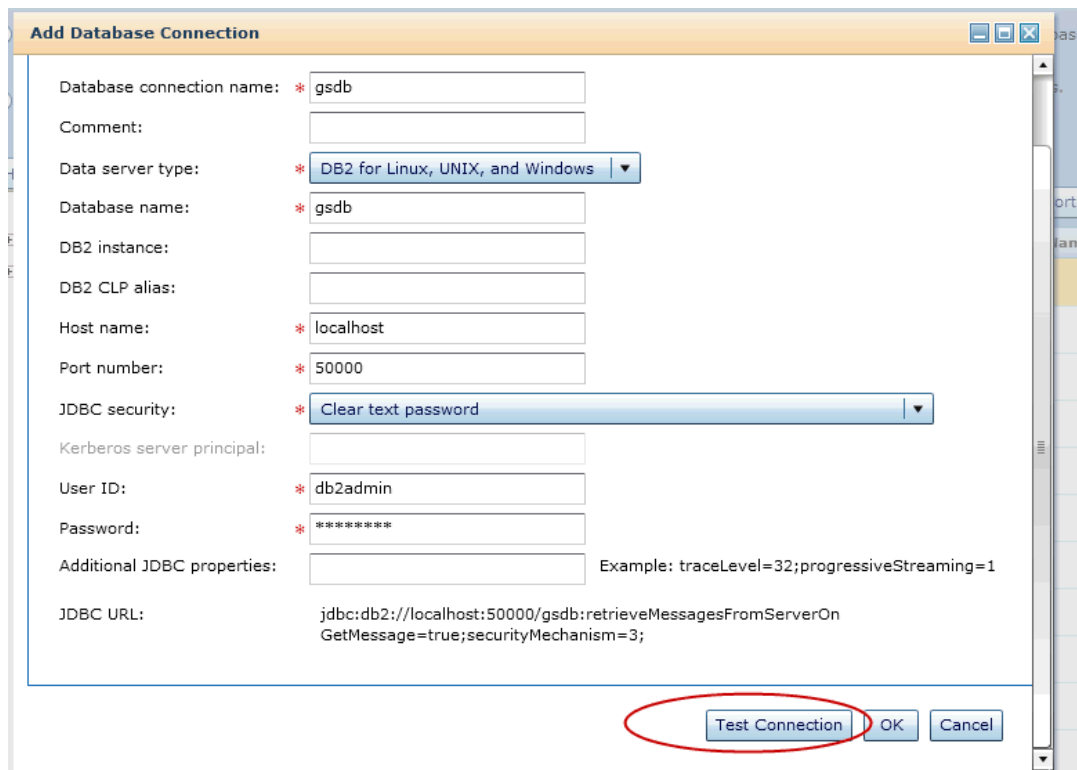 Add Database Connection
Database connection name: * gsdb
Comment:
Data server type: * DB2 for Linux, UNIX, and Windows
Database name: * gsdb
DB2 instance:
DB2 CLP alias:
Host name: * localhost
Port number: * 50000
JDBC security: * Clear text password
Kerberos server principal:
User ID: * db2admin
Password: * ********
Additional JDBC properties: Example: traceLevel=32;progressiveStreaming=1
JDBC URL: jdbc:db2://localhost:50000/gsdb:retrieveMessagesFromServerOn
GetMessage=true;securityMechanism=3;
Test Connection OK Cancel